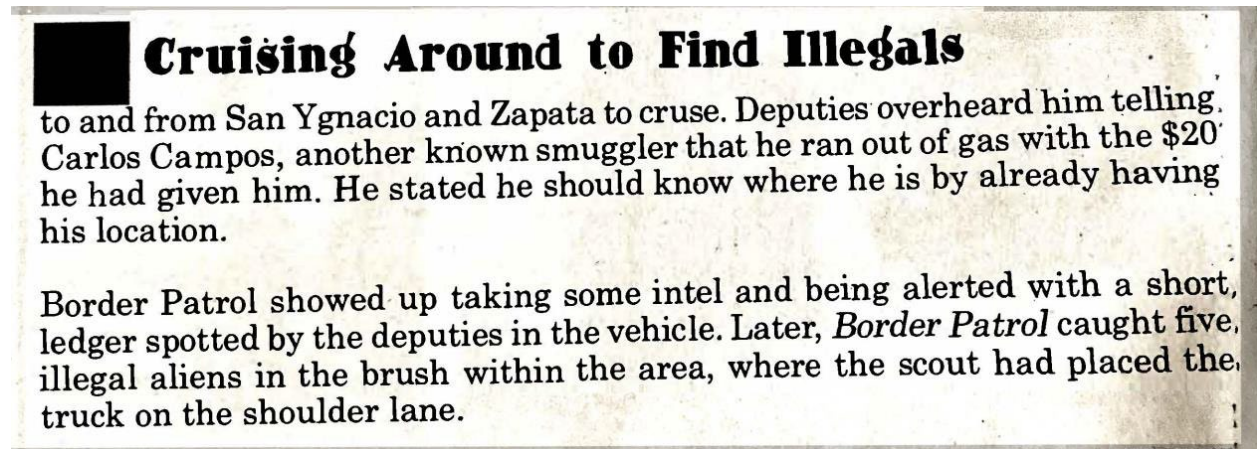 Cruising Around to Find Illegals
to and from San Ygnacio and Zapata to cruse. Deputies overheard him telling
Carlos Campos, another known smuggler that he ran out of gas with the $20
he had given him. He stated he should know where he is by already having
his location.
Border Patrol showed up taking some intel and being alerted with a short
ledger spotted by the deputies in the vehicle. Later, Border Patrol caught five
illegal aliens in the brush within the area, where the scout had placed the
truck on the shoulder lane.